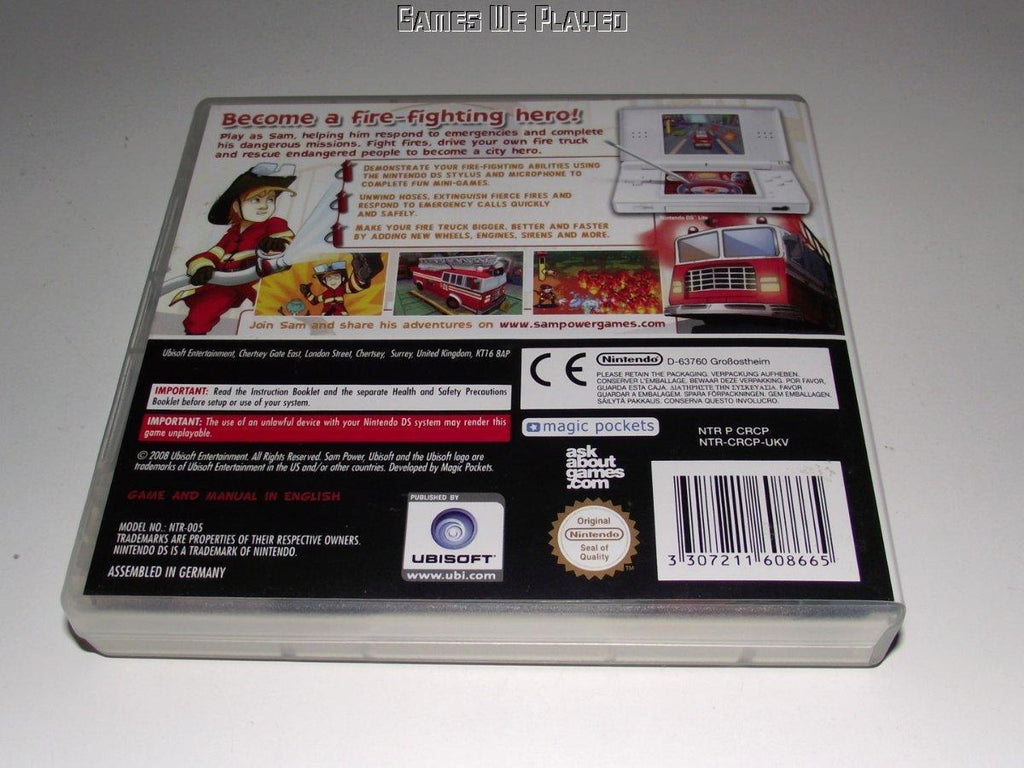 Games We Played
Become a fire-fighting hero!
Play as Sam, helping him respond to emergencies and complete
his dangerous missions. Fight fires, drive your own fire truck
and rescue endangered people to become a city hero.
DEMONSTRATE YOUR FIRE-FIGHTING ABILITIES USING
THE NINTENDO DS STYLUS AND MICROPHONE TO
COMPLETE FUN MINI-GAMES.
UNWIND HOSES, EXTINGUISH FIERCE FIRES AND
RESPOND TO EMERGENCY CALLS QUICKLY
AND SAFELY.
MAKE YOUR FIRE TRUCK BIGGER, BETTER AND FASTER
BY ADDING NEW WHEELS, ENGINES, SIRENS AND MORE.
Nintendo DS Lite
Join Sam and share his adventures on www.sampowergames.com
Ubisoft Entertainment, Chertsey Gate East, London Street, Chertsey, Surrey, United Kingdom, KT16 8AP
IMPORTANT: Read the Instruction Booklet and the separate Health and Safety Precautions
Booklet before setup or use of your system.
IMPORTANT: The use of an unlawful device with your Nintendo DS system may render this
game unplayable.
© 2008 Ubisoft Entertainment. All Rights Reserved. Sam Power, Ubisoft and the Ubisoft logo are
trademarks of Ubisoft Entertainment in the US and/or other countries. Developed by Magic Pockets.
GAME AND MANUAL IN ENGLISH
MODEL NO.: NTR-005
TRADEMARKS ARE PROPERTIES OF THEIR RESPECTIVE OWNERS.
NINTENDO DS IS A TRADEMARK OF NINTENDO.
ASSEMBLED IN GERMANY
PUBLISHED BY
UBISOFT
www.ubi.com
CE
Nintendo D-63760 Großostheim
PLEASE RETAIN THE PACKAGING. VERPACKUNG AUFHEBEN.
CONSERVER L'EMBALLAGE. BEWAAR DEZE VERPAKKING. POR FAVOR,
GUARDA ESTA CAJA. ΔΙΑΤΗΡΗΣΤΕ ΤΗΝ ΣΥΣΚΕΥΑΣΙΑ. FAVOR
GUARDAR A EMBALAGEM. SPARA FÖRPACKNINGEN. GEM EMBALLAGEN.
SÄILYTÄ PAKKAUS. CONSERVA QUESTO INVOLUCRO.
magic pockets
NTR P CRCP
NTR-CRCP-UKV
ask
about
games
.com
Original
Nintendo
Seal of
Quality
TM
3 307211 608665